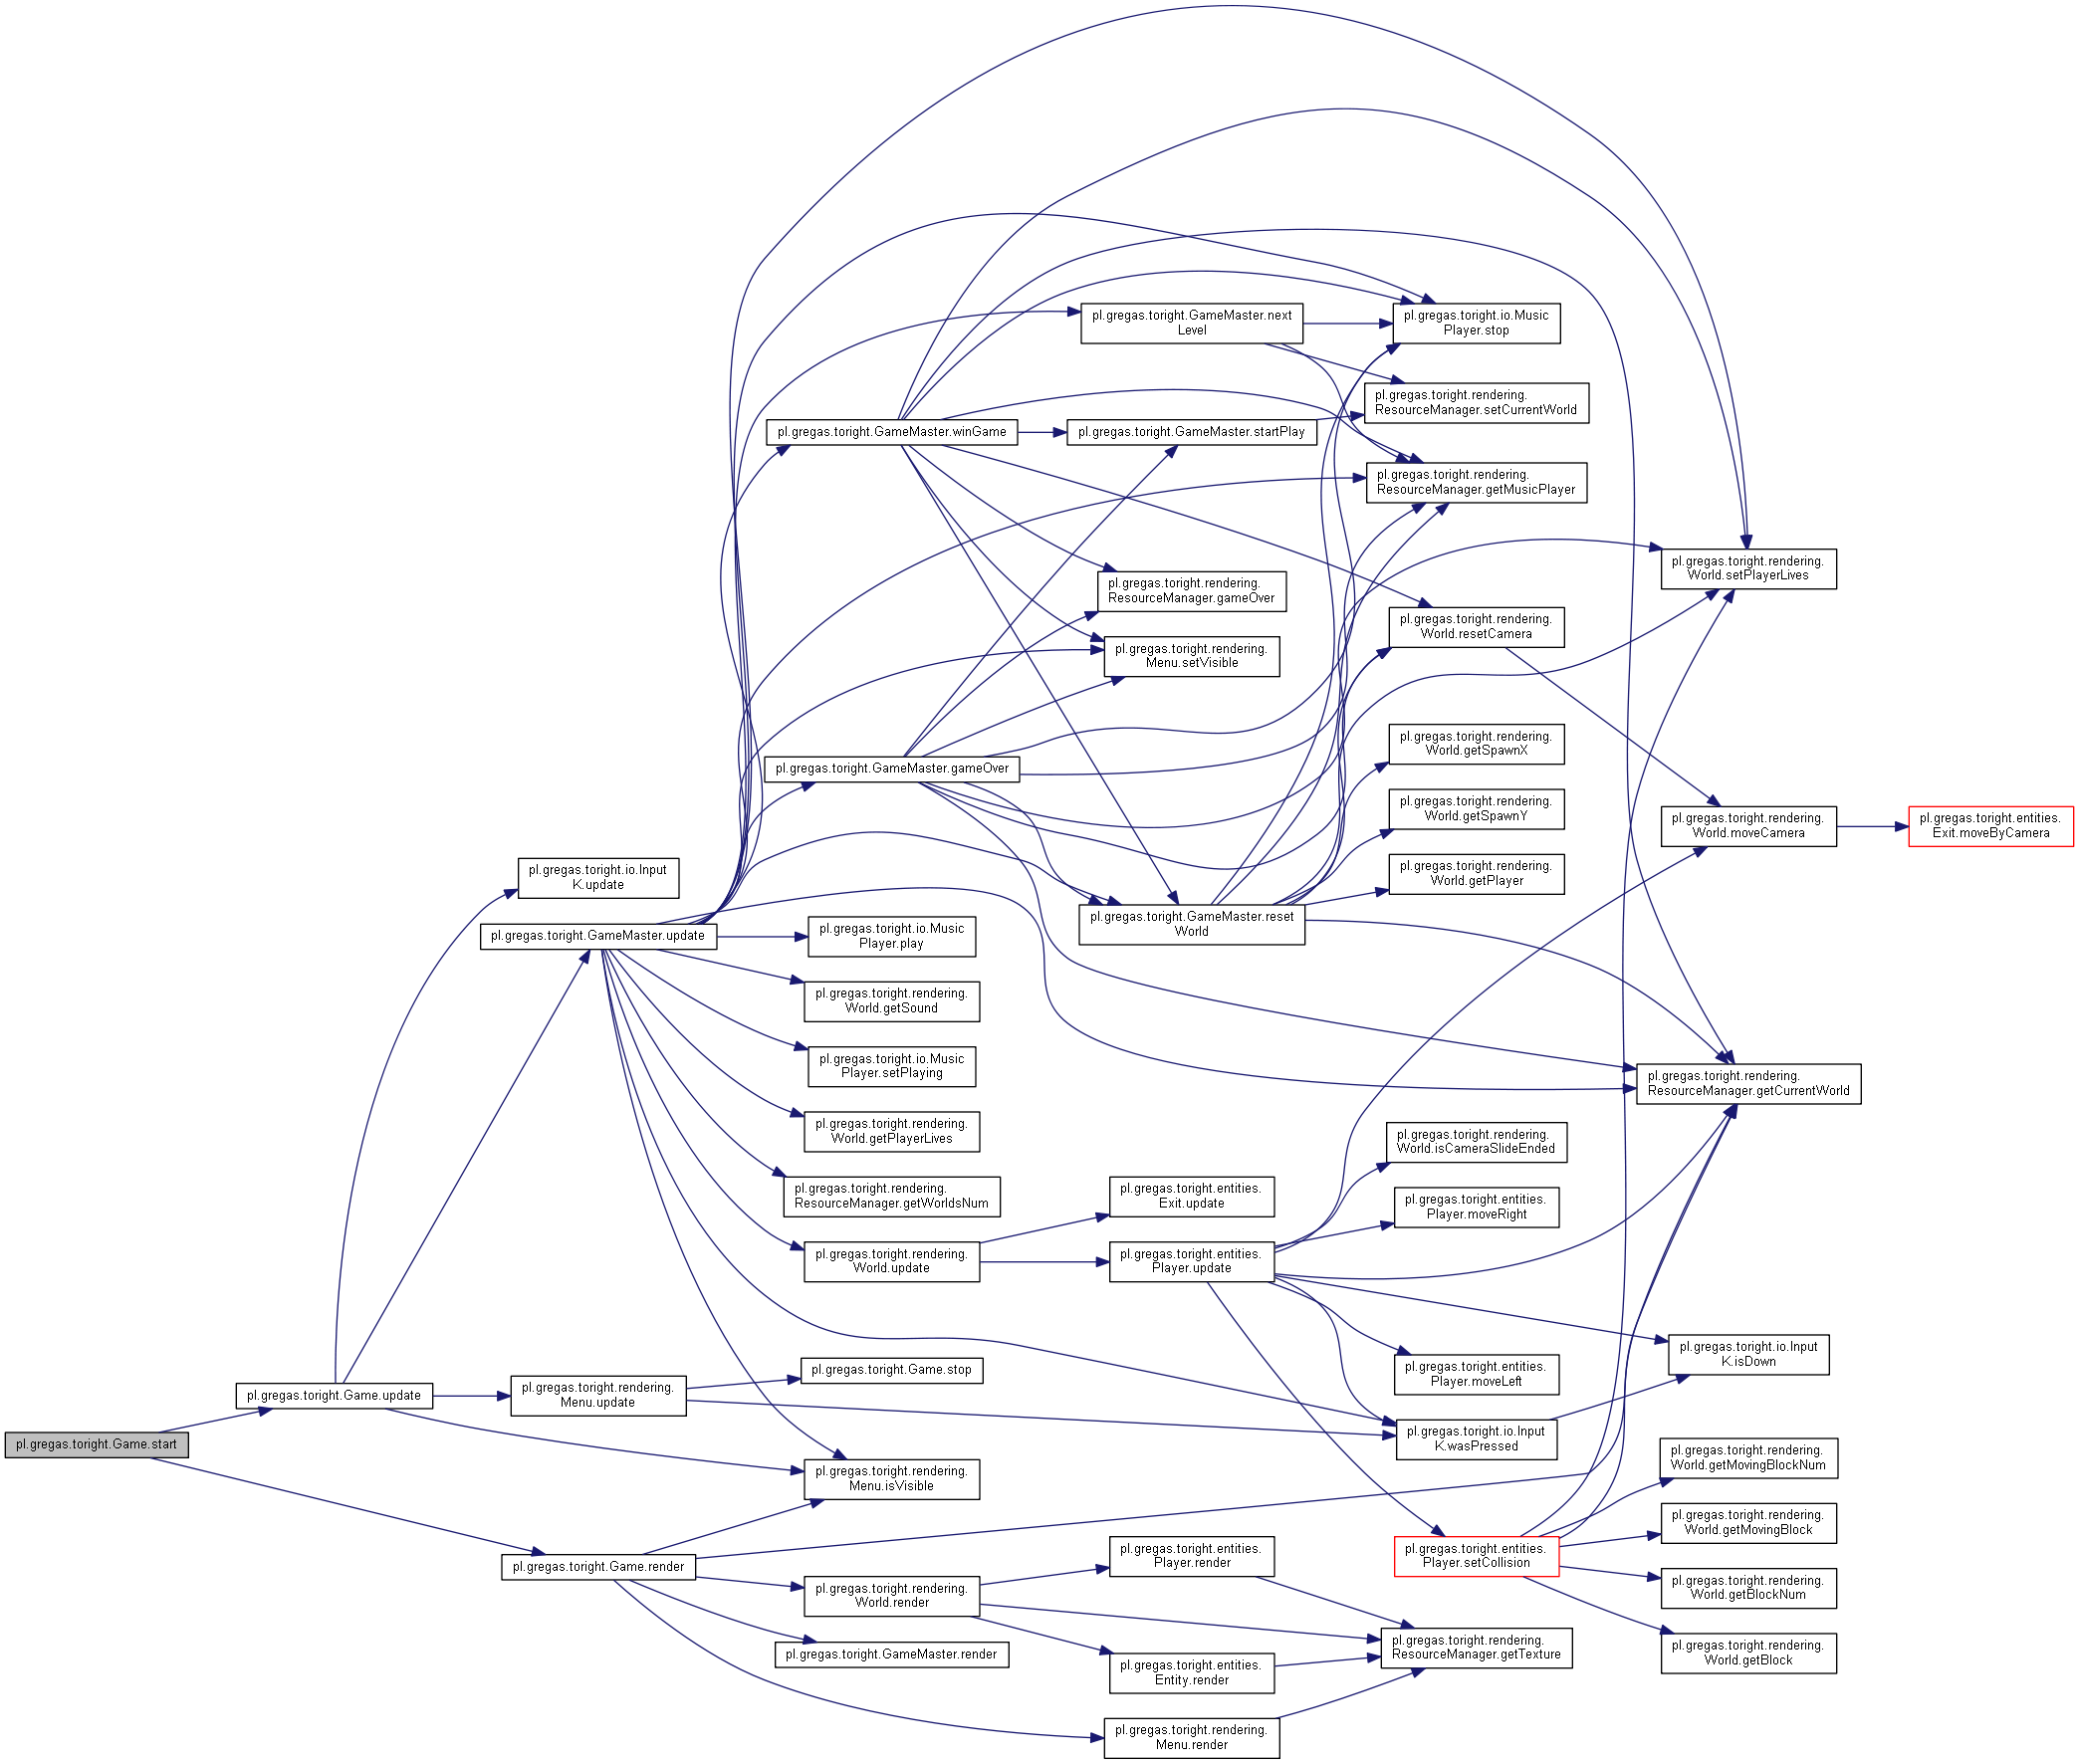 pl.gregas.toright.GameMaster.next
Level
pl.gregas.toright.io.Music
Player.stop
pl.gregas.toright.rendering.
ResourceManager.setCurrentWorld
pl.gregas.toright.GameMaster.winGame
pl.gregas.toright.GameMaster.startPlay
pl.gregas.toright.rendering.
ResourceManager.getMusicPlayer
pl.gregas.toright.rendering.
World.setPlayerLives
pl.gregas.toright.rendering.
ResourceManager.gameOver
pl.gregas.toright.rendering.
World.resetCamera
pl.gregas.toright.rendering.
Menu.setVisible
pl.gregas.toright.rendering.
World.getSpawnX
pl.gregas.toright.GameMaster.gameOver
pl.gregas.toright.rendering.
World.getSpawnY
pl.gregas.toright.rendering.
World.moveCamera
pl.gregas.toright.entities.
Exit.moveByCamera
pl.gregas.toright.io.Input
K.update
pl.gregas.toright.rendering.
World.getPlayer
pl.gregas.toright.GameMaster.reset
World
pl.gregas.toright.GameMaster.update
pl.gregas.toright.io.Music
Player.play
pl.gregas.toright.rendering.
World.getSound
pl.gregas.toright.io.Music
Player.setPlaying
pl.gregas.toright.rendering.
ResourceManager.getCurrentWorld
pl.gregas.toright.rendering.
World.getPlayerLives
pl.gregas.toright.rendering.
World.isCameraSlideEnded
pl.gregas.toright.rendering.
ResourceManager.getWorldsNum
pl.gregas.toright.entities.
Exit.update
pl.gregas.toright.entities.
Player.moveRight
pl.gregas.toright.rendering.
World.update
pl.gregas.toright.entities.
Player.update
pl.gregas.toright.io.Input
K.isDown
pl.gregas.toright.Game.stop
pl.gregas.toright.entities.
Player.moveLeft
pl.gregas.toright.Game.update
pl.gregas.toright.rendering.
Menu.update
pl.gregas.toright.io.Input
K.wasPressed
pl.gregas.toright.Game.start
pl.gregas.toright.rendering.
Menu.isVisible
pl.gregas.toright.rendering.
World.getMovingBlockNum
pl.gregas.toright.rendering.
World.getMovingBlock
pl.gregas.toright.Game.render
pl.gregas.toright.entities.
Player.render
pl.gregas.toright.entities.
Player.setCollision
pl.gregas.toright.rendering.
World.render
pl.gregas.toright.rendering.
World.getBlockNum
pl.gregas.toright.GameMaster.render
pl.gregas.toright.rendering.
ResourceManager.getTexture
pl.gregas.toright.rendering.
World.getBlock
pl.gregas.toright.entities.
Entity.render
pl.gregas.toright.rendering.
Menu.render